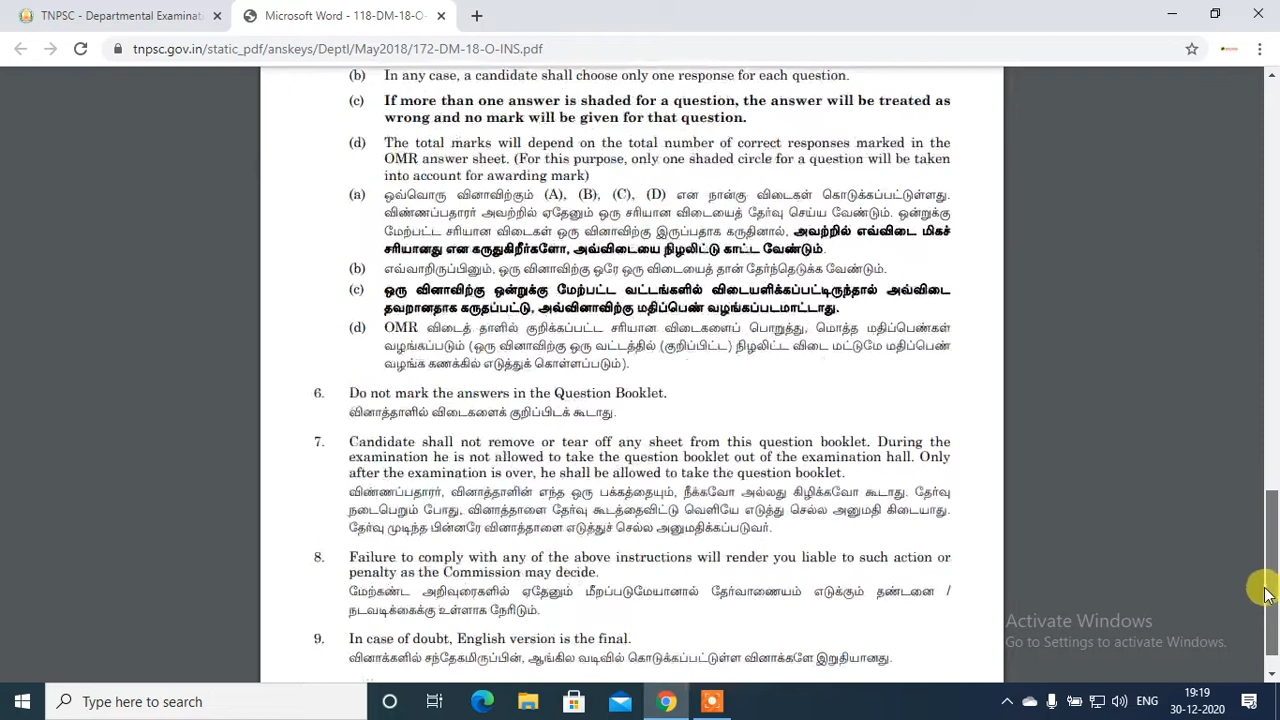 TNPSC - Departmental Examinati
Microsoft Word - 118-DM-18-O-
tnpsc.gov.in/static_pdf/anskeys/Deptl/May2018/172-DM-18-O-INS.pdf
(b) In any case, a candidate shall choose only one response for each question.
(c) If more than one answer is shaded for a question, the answer will be treated as
wrong and no mark will be given for that question.
(d) The total marks will depend on the total number of correct responses marked in the
OMR answer sheet. (For this purpose, only one shaded circle for a question will be taken
into account for awarding mark)
(a) ஒவ்வொரு வினாவிற்கும் (A), (B), (C), (D) என நான்கு விடைகள் கொடுக்கப்பட்டுள்ளது.
விண்ணப்பதாரர் அவற்றில் ஏதேனும் ஒரு சரியான விடையைத் தேர்வு செய்ய வேண்டும். ஒன்றுக்கு
மேற்பட்ட சரியான விடைகள் ஒரு வினாவிற்கு இருப்பதாக கருதினால், அவற்றில் எவ்விடை மிகச்
சரியானது என கருதுகிறீர்களோ, அவ்விடையை நிழலிட்டு காட்ட வேண்டும்.
(b) எவ்வாறிருப்பினும், ஒரு வினாவிற்கு ஒரே ஒரு விடையைத் தான் தேர்ந்தெடுக்க வேண்டும்.
(c) ஒரு வினாவிற்கு ஒன்றுக்கு மேற்பட்ட வட்டங்களில் விடையளிக்கப்பட்டிருந்தால் அவ்விடை
தவறானதாக கருதப்பட்டு, அவ்வினாவிற்கு மதிப்பெண் வழங்கப்படமாட்டாது.
(d) OMR விடைத் தாளில் குறிக்கப்பட்ட சரியான விடைகளைப் பொறுத்து, மொத்த மதிப்பெண்கள்
வழங்கப்படும் (ஒரு வினாவிற்கு ஒரு வட்டத்தில் (குறிப்பிட்ட) நிழலிட்ட விடை மட்டுமே மதிப்பெண்
வழங்க கணக்கில் எடுத்துக் கொள்ளப்படும்).
6. Do not mark the answers in the Question Booklet.
வினாத்தாளில் விடைகளைக் குறிப்பிடக் கூடாது.
7. Candidate shall not remove or tear off any sheet from this question booklet. During the
examination he is not allowed to take the question booklet out of the examination hall. Only
after the examination is over, he shall be allowed to take the question booklet.
விண்ணப்பதாரர், வினாத்தாளின் எந்த ஒரு பக்கத்தையும், நீக்கவோ அல்லது கிழிக்கவோ கூடாது. தேர்வு
நடைபெறும் போது, வினாத்தாளை தேர்வு கூடத்தைவிட்டு வெளியே எடுத்து செல்ல அனுமதி கிடையாது.
தேர்வு முடிந்த பின்னரே வினாத்தாளை எடுத்துச் செல்ல அனுமதிக்கப்படுவர்.
8. Failure to comply with any of the above instructions will render you liable to such action or
penalty as the Commission may decide.
மேற்கண்ட அறிவுரைகளில் ஏதேனும் மீறப்படுமேயானால் தேர்வாணையம் எடுக்கும் தண்டனை /
நடவடிக்கைக்கு உள்ளாக நேரிடும்.
9. In case of doubt, English version is the final.
வினாக்களில் சந்தேகமிருப்பின், ஆங்கில வடிவில் கொடுக்கப்பட்டுள்ள வினாக்களே இறுதியானது.
Activate Windows
Go to Settings to activate Windows.
Type here to search
ENG
19:19
30-12-2020